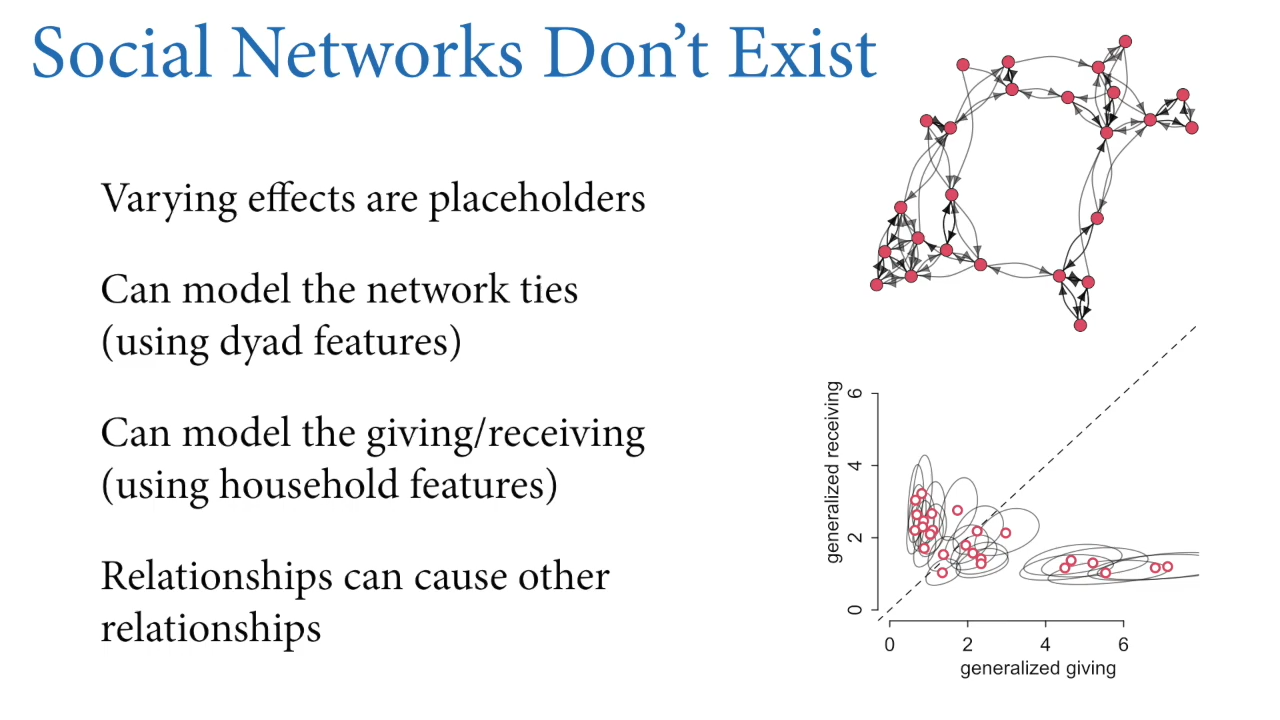 Social Networks Don’t Exist
Varying effects are placeholders
Can model the network ties
(using dyad features)
Can model the giving/receiving
(using household features)
Relationships can cause other
relationships
generalized receiving
6
4
2
0
0 2 4 6
generalized giving